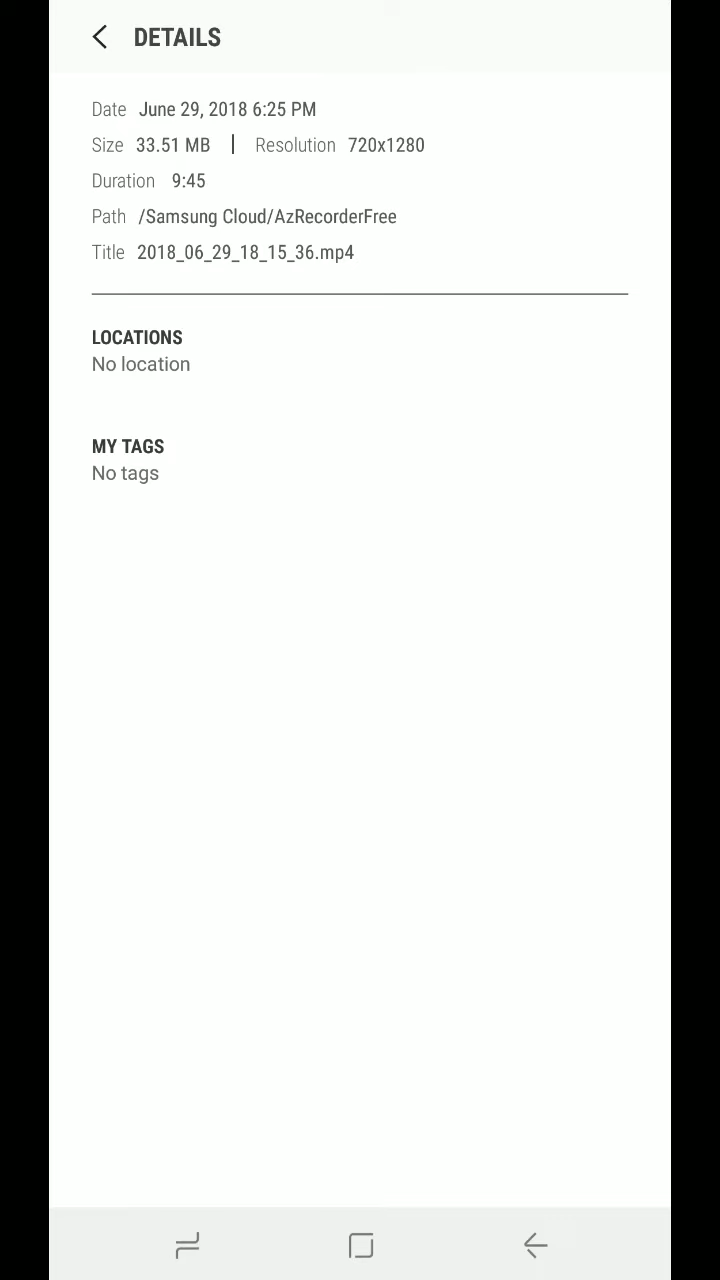 DETAILS
Date June 29, 2018 6:25 PM
Size 33.51 MB | Resolution 720x1280
Duration 9:45
Path /Samsung Cloud/AzRecorderFree
Title 2018_06_29_18_15_36.mp4
LOCATIONS
No location
MY TAGS
No tags